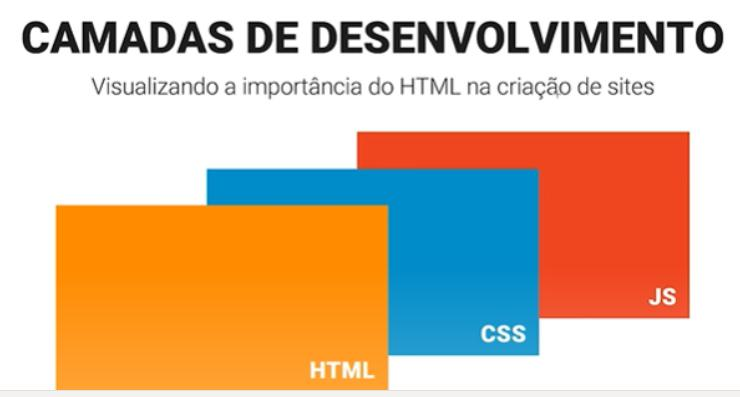 CAMADAS DE DESENVOLVIMENTO
Visualizando a importância do HTML na criação de sites
JS
CSS
HTML